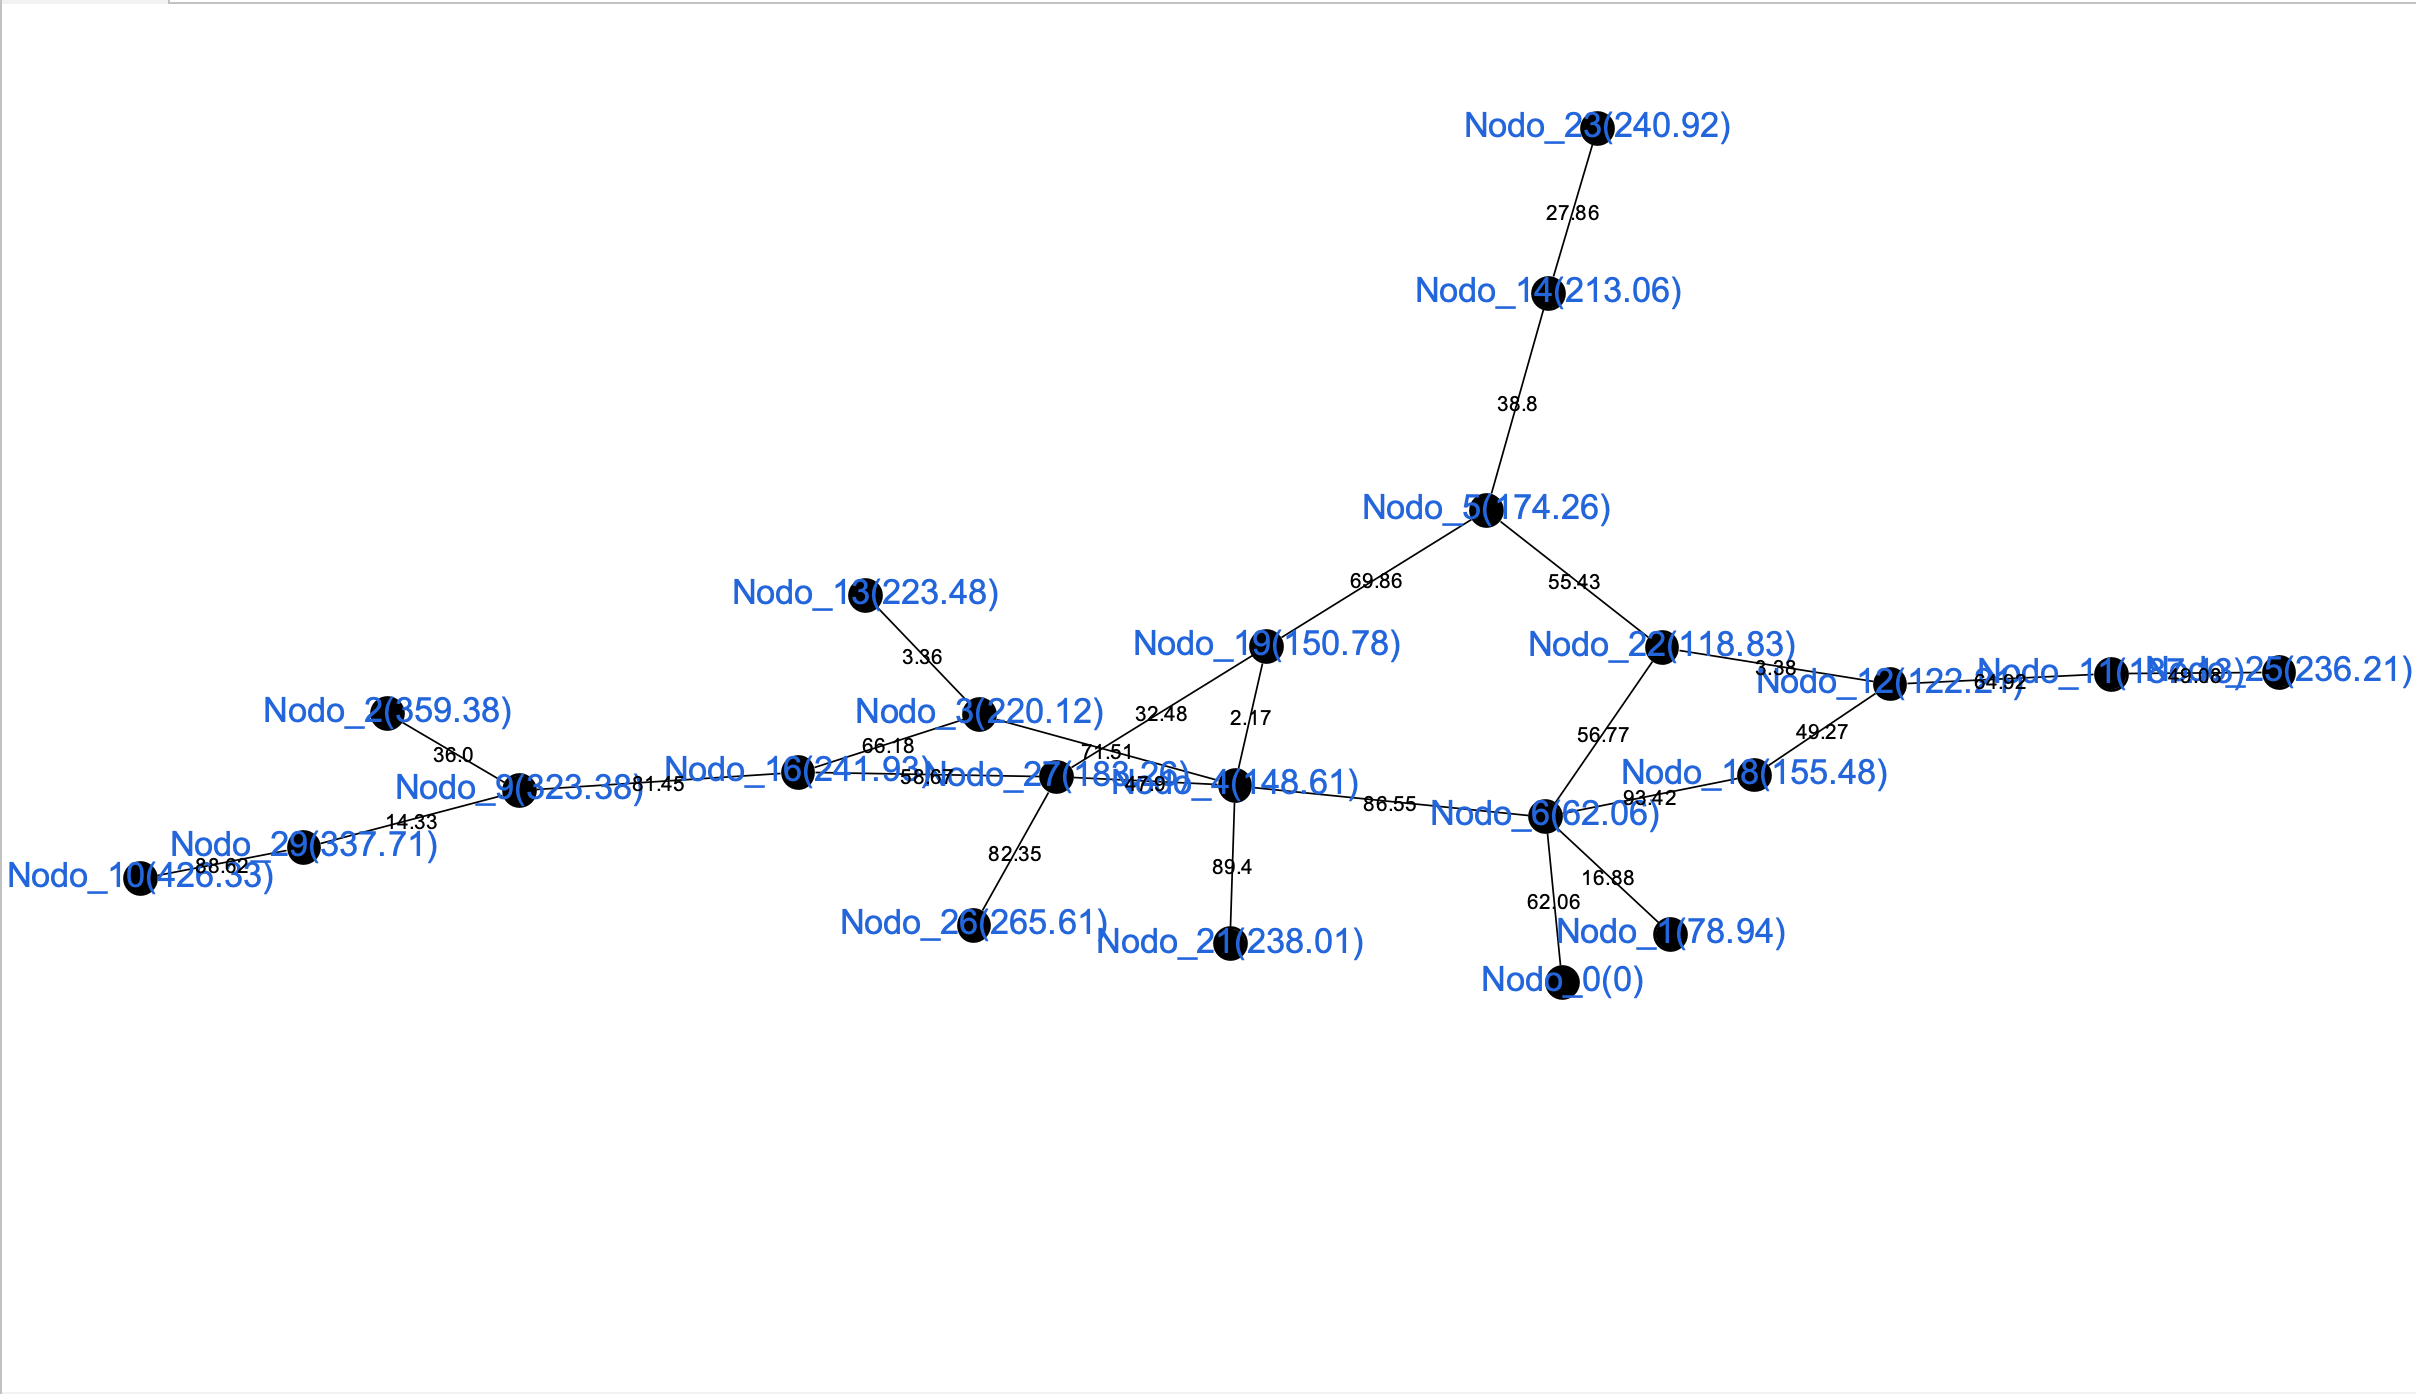 Nodo_23(240.92)
27.86
Nodo_14(213.06)
38.8
Nodo_5(174.26)
69.86
55.43
Nodo_13(223.48)
3.36
Nodo_19(150.78)
Nodo_22(118.83)
3.38
Nodo_12(122.21)
64.92
Nodo_11(187.13)
49.08
Nodo_25(236.21)
Nodo_2(359.38)
36.0
Nodo_3(220.12)
32.48
2.17
49.27
56.77
66.18
71.51
Nodo_9(323.38)
81.45
Nodo_16(241.93)
58.67
Nodo_27(183.26)
47.9
Nodo_4(148.61)
86.55
Nodo_6(62.06)
93.42
Nodo_18(155.48)
14.33
Nodo_29(337.71)
88.62
Nodo_10(426.33)
82.35
89.4
16.88
62.06
Nodo_26(265.61)
Nodo_21(238.01)
Nodo_1(78.94)
Nodo_0(0)